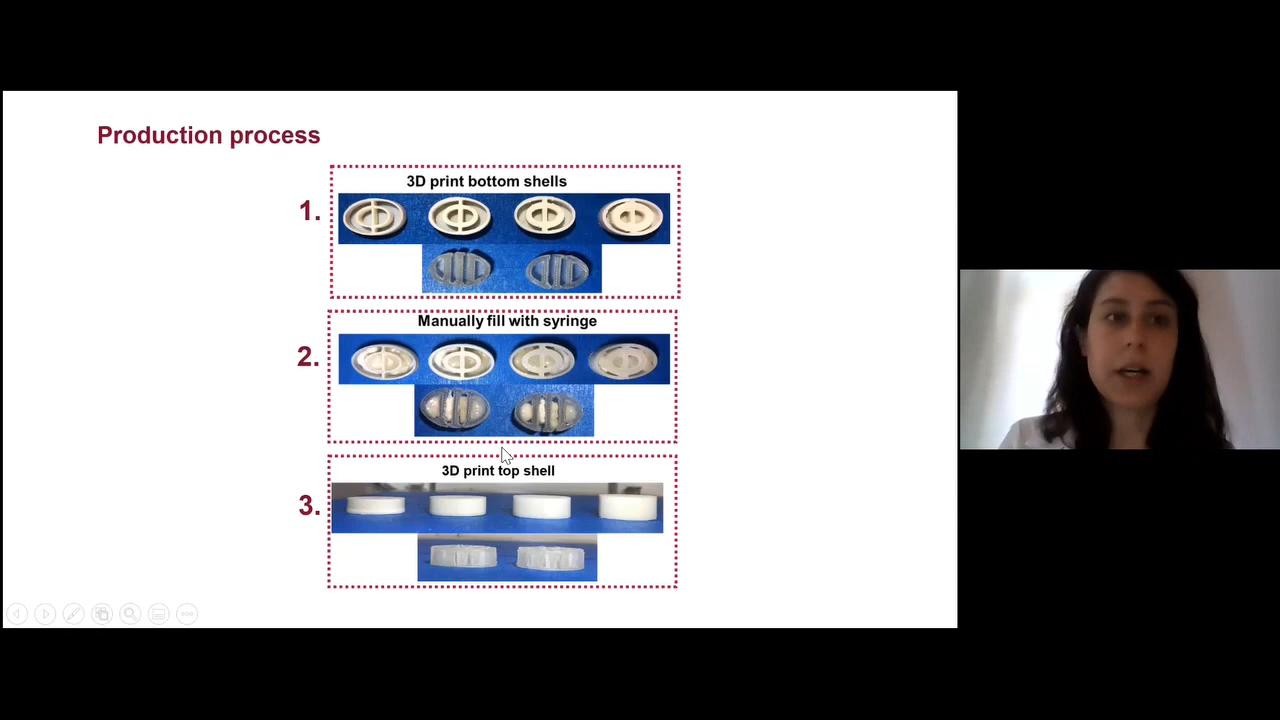 Production process
1.
3D print bottom shells
2.
Manually fill with syringe
3.
3D print top shell